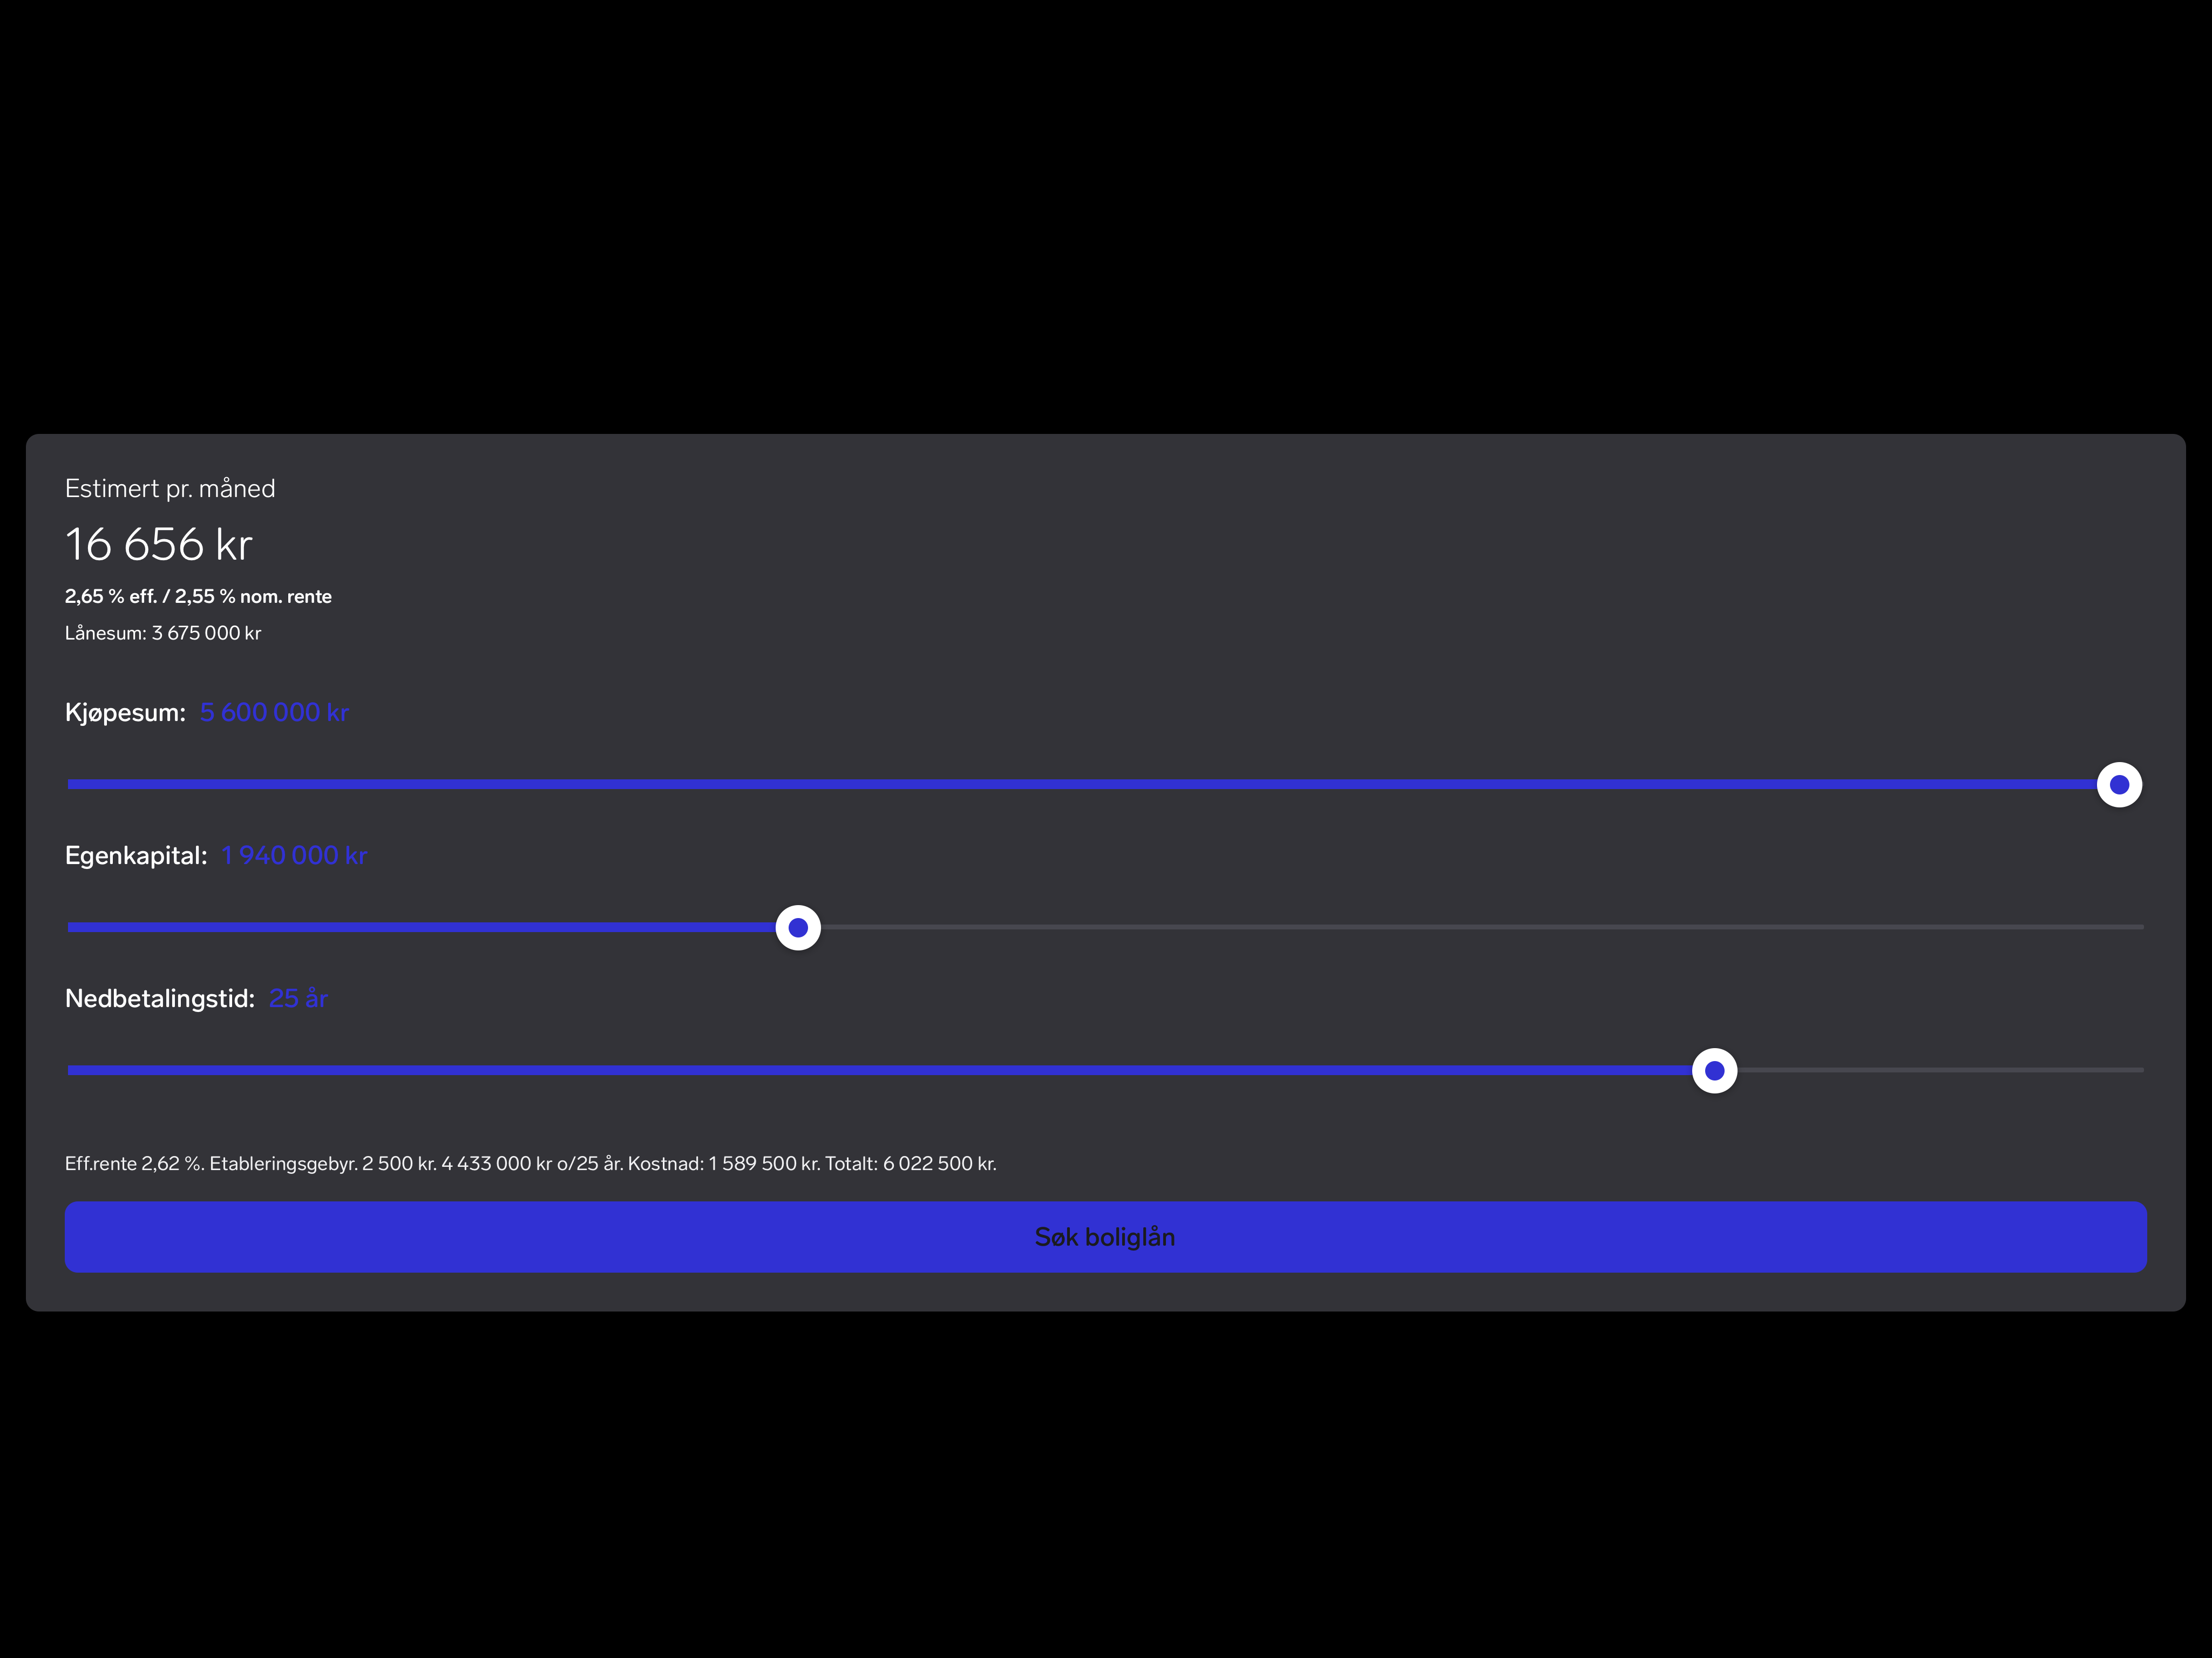 Estimert pr. måned
16 656 kr
2,65 % eff. / 2,55 % nom. rente
Lånesum: 3 675 000 kr
Kjøpesum: 5 600 000 kr
Egenkapital: 1 940 000 kr
Nedbetalingstid: 25 år
Eff.rente 2,62 %. Etableringsgebyr. 2 500 kr. 4 433 000 kr o/25 år. Kostnad: 1 589 500 kr. Totalt: 6 022 500 kr.
Søk boliglån